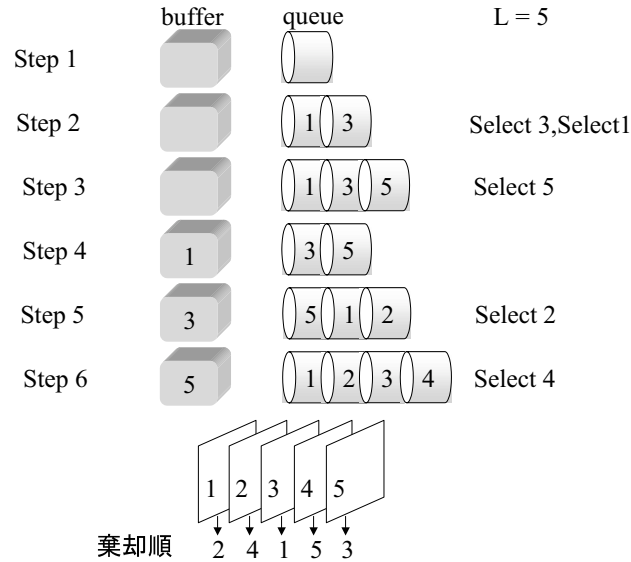 buffer queue L = 5
Step 1
Step 2 1 3 Select 3,Select1
Step 3 1 3 5 Select 5
Step 4 1 3 5
Step 5 3 5 1 2 Select 2
Step 6 5 1 2 3 4 Select 4
1 2 3 4 5
棄却順 2 4 1 5 3